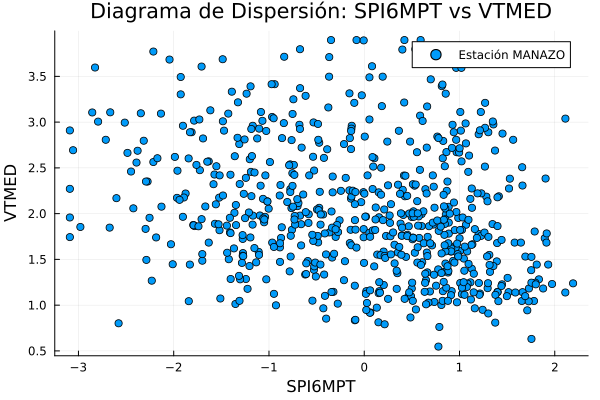 Diagrama de Dispersión: SPI6MPT vs VTMED
Estación MANAZO
VTMED
3.5
3.0
2.5
2.0
1.5
1.0
0.5
−3 −2 −1 0 1 2
SPI6MPT